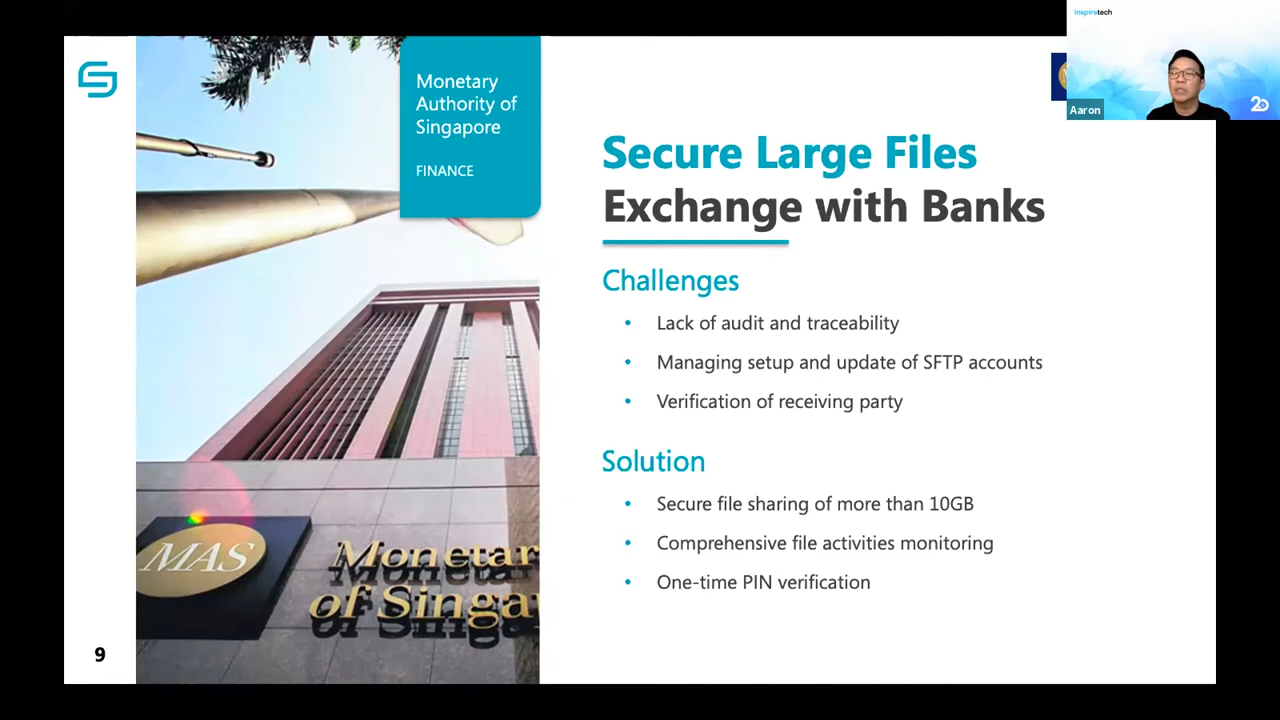 inspiretech
Aaron
20
Monetary
Authority of
Singapore
FINANCE
Secure Large Files
Exchange with Banks
Challenges
• Lack of audit and traceability
• Managing setup and update of SFTP accounts
• Verification of receiving party
Solution
• Secure file sharing of more than 10GB
• Comprehensive file activities monitoring
• One-time PIN verification
MAS
Monetar
of Singa
9